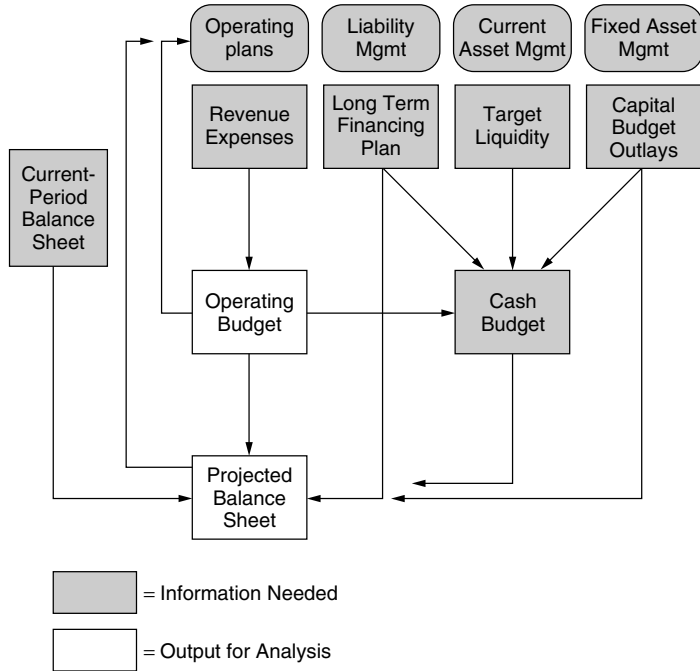 Operating
plans
Liability
Mgmt
Current
Asset Mgmt
Fixed Asset
Mgmt
Revenue
Expenses
Long Term
Financing
Plan
Target
Liquidity
Capital
Budget
Outlays
Current-
Period
Balance
Sheet
Operating
Budget
Cash
Budget
Projected
Balance
Sheet
= Information Needed
= Output for Analysis